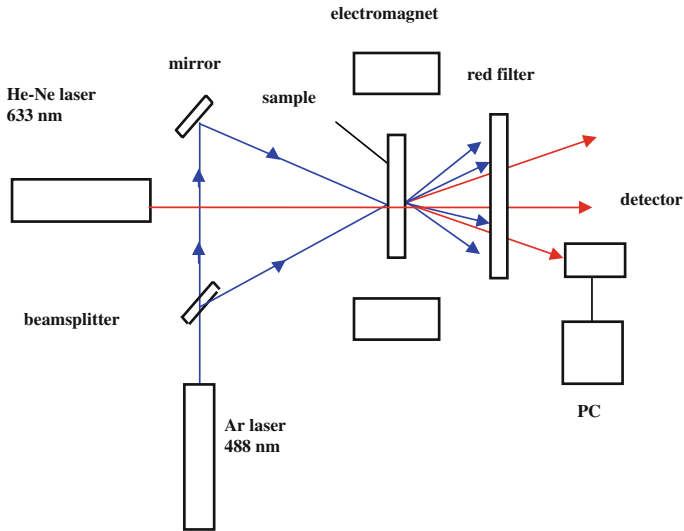 electromagnet
mirror
red filter
He-Ne laser
633 nm
sample
detector
beamsplitter
Ar laser
488 nm
PC